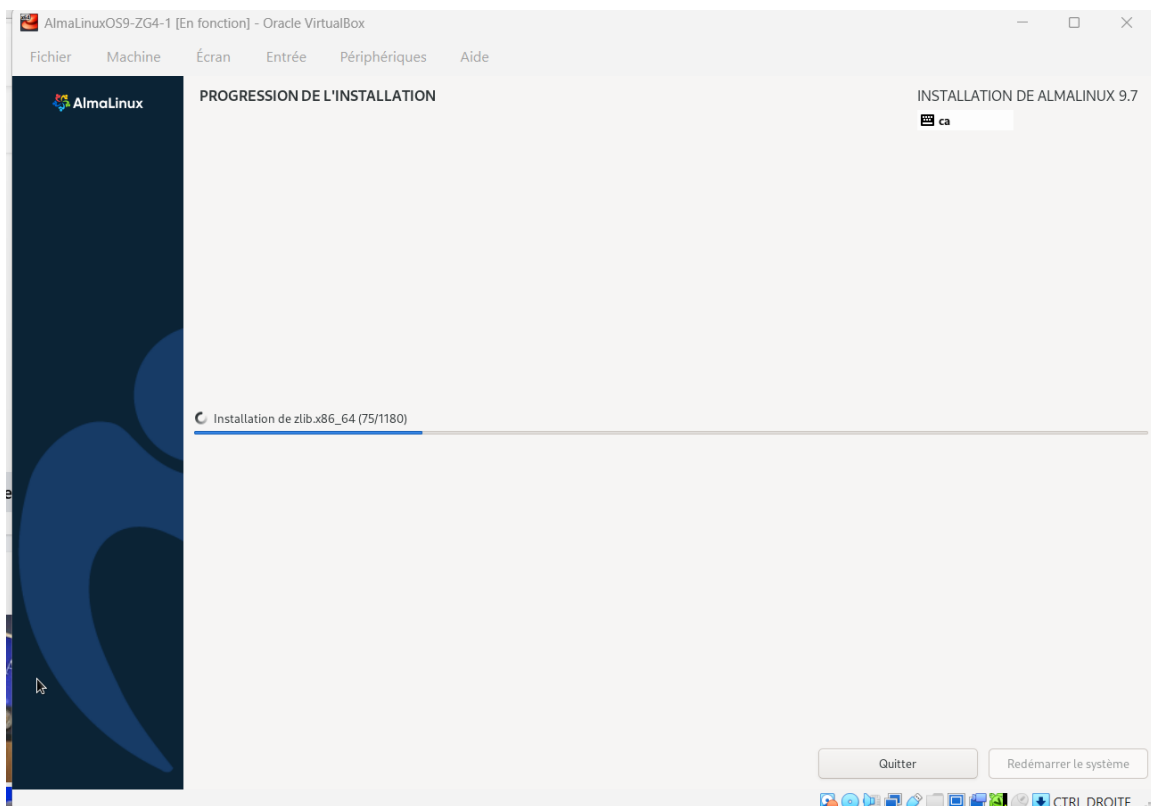 AlmaLinuxOS9-ZG4-1 [En fonction] - Oracle VirtualBox
Fichier Machine Écran Entrée Périphériques Aide
AlmaLinux
PROGRESSION DE L'INSTALLATION
INSTALLATION DE ALMALINUX 9.7
ca
Installation de zlib.x86_64 (75/1180)
Quitter
Redémarrer le système
CTRL DROITE